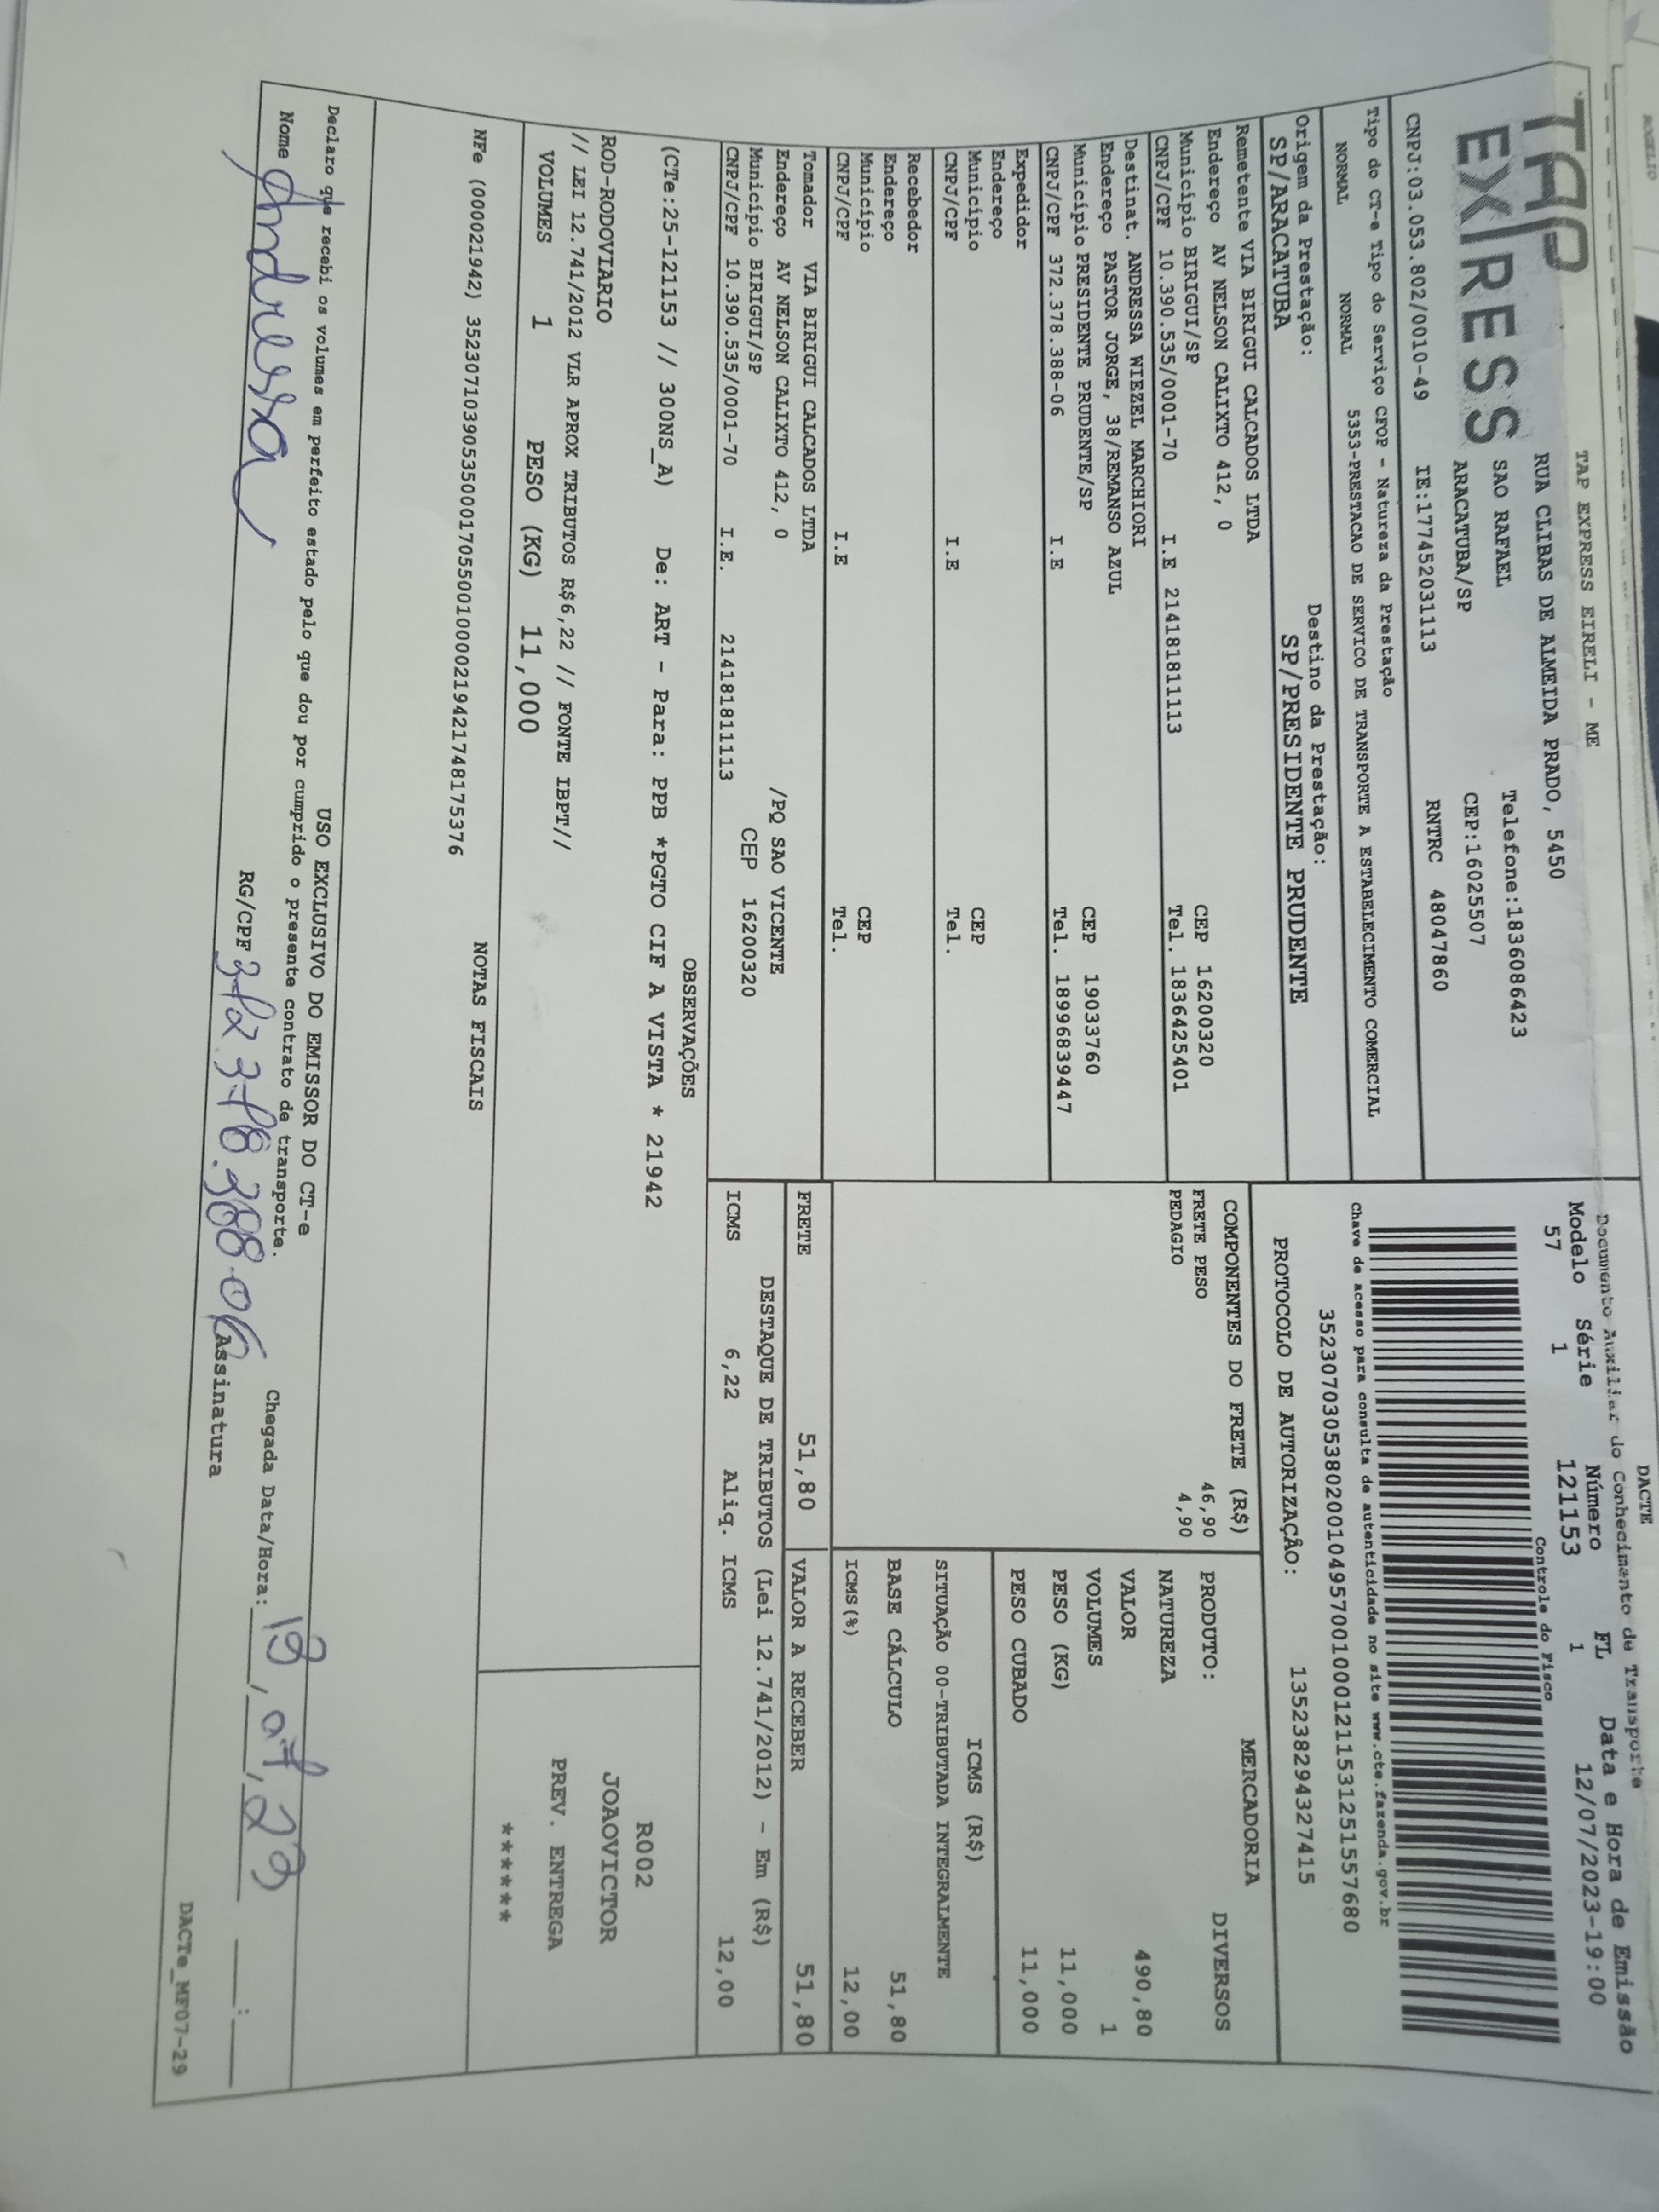 TAP
EXPRESS
TAP EXPRESS EIRELI - ME
RUA CLIBAS DE ALMEIDA PRADO, 5450
SAO RAFAEL Telefone:1836086423
ARACATUBA/SP CEP:16025507
CNPJ:03.053.802/0010-49 IE:177452031113 RNTRC 48047860
DACTE
Documento Auxiliar do Conhecimento de Transporte
Modelo Série Número FL Data e Hora de Emissão
57 1 121153 1 12/07/2023-19:00
Controle do Fisco
Chave de acesso para consulta de autenticidade no site www.cte.fazenda.gov.br
35230703053802001049570010001211531251557680
PROTOCOLO DE AUTORIZAÇÃO: 135238294327415
Tipo do CT-e Tipo do Serviço CFOP - Natureza da Prestação
NORMAL NORMAL 5353-PRESTACAO DE SERVICO DE TRANSPORTE A ESTABELECIMENTO COMERCIAL
Origem da Prestação: Destino da Prestação:
SP/ARACATUBA SP/PRESIDENTE PRUDENTE
Remetente VIA BIRIGUI CALCADOS LTDA
Endereço AV NELSON CALIXTO 412, 0
Município BIRIGUI/SP CEP 16200320
CNPJ/CPF 10.390.535/0001-70 I.E 214181811113 Tel. 1836425401
Destinat. ANDRESSA WIEZEL MARCHIORI
Endereço PASTOR JORGE, 38/REMANSO AZUL
Município PRESIDENTE PRUDENTE/SP CEP 19033760
CNPJ/CPF 372.378.388-06 I.E Tel. 18996839447
Expedidor
Endereço
Município CEP
CNPJ/CPF I.E Tel.
Recebedor
Endereço
Município CEP
CNPJ/CPF I.E Tel.
Tomador VIA BIRIGUI CALCADOS LTDA
Endereço AV NELSON CALIXTO 412, 0 /PQ SAO VICENTE
Município BIRIGUI/SP CEP 16200320
CNPJ/CPF 10.390.535/0001-70 I.E. 214181811113
COMPONENTES DO FRETE (R$)
FRETE PESO 46,90
PEDAGIO 4,90
MERCADORIA
PRODUTO: DIVERSOS
NATUREZA
VALOR 490,80
VOLUMES 1
PESO (KG) 11,000
PESO CUBADO 11,000
ICMS (R$)
SITUAÇÃO 00-TRIBUTADA INTEGRALMENTE
BASE CÁLCULO 51,80
ICMS(%) 12,00
FRETE 51,80 VALOR A RECEBER 51,80
DESTAQUE DE TRIBUTOS (Lei 12.741/2012) - Em (R$)
ICMS 6,22 Aliq. ICMS 12,00
OBSERVAÇÕES
(CTe:25-121153 // 300NS_A) De: ART - Para: PPB *PGTO CIF A VISTA * 21942
ROD-RODOVIARIO
// LEI 12.741/2012 VLR APROX TRIBUTOS R$6,22 // FONTE IBPT//
VOLUMES 1 PESO (KG) 11,000
R002
JOAOVICTOR
PREV. ENTREGA
******
NOTAS FISCAIS
NFe (000021942) 35230710390535000170550010000219421748175376
USO EXCLUSIVO DO EMISSOR DO CT-e
Declaro que recebi os volumes em perfeito estado pelo que dou por cumprido o presente contrato de transporte.
Chegada Data/Hora: 19, 07, 23 ___:___
Nome Andressa RG/CPF 372 378.388-06 Assinatura
DACTe_MF07-29